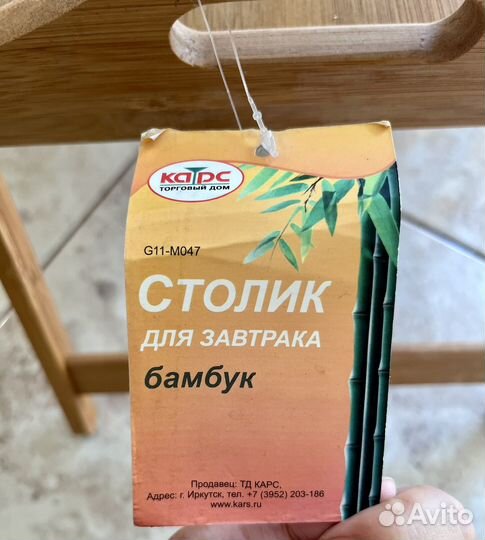 КАРС
ТОРГОВЫЙ ДОМ
G11-M047
СТОЛИК
ДЛЯ ЗАВТРАКА
бамбук
Продавец: ТД КАРС,
Адрес: г. Иркутск, тел. +7 (3952) 203-186
www.kars.ru
Avito